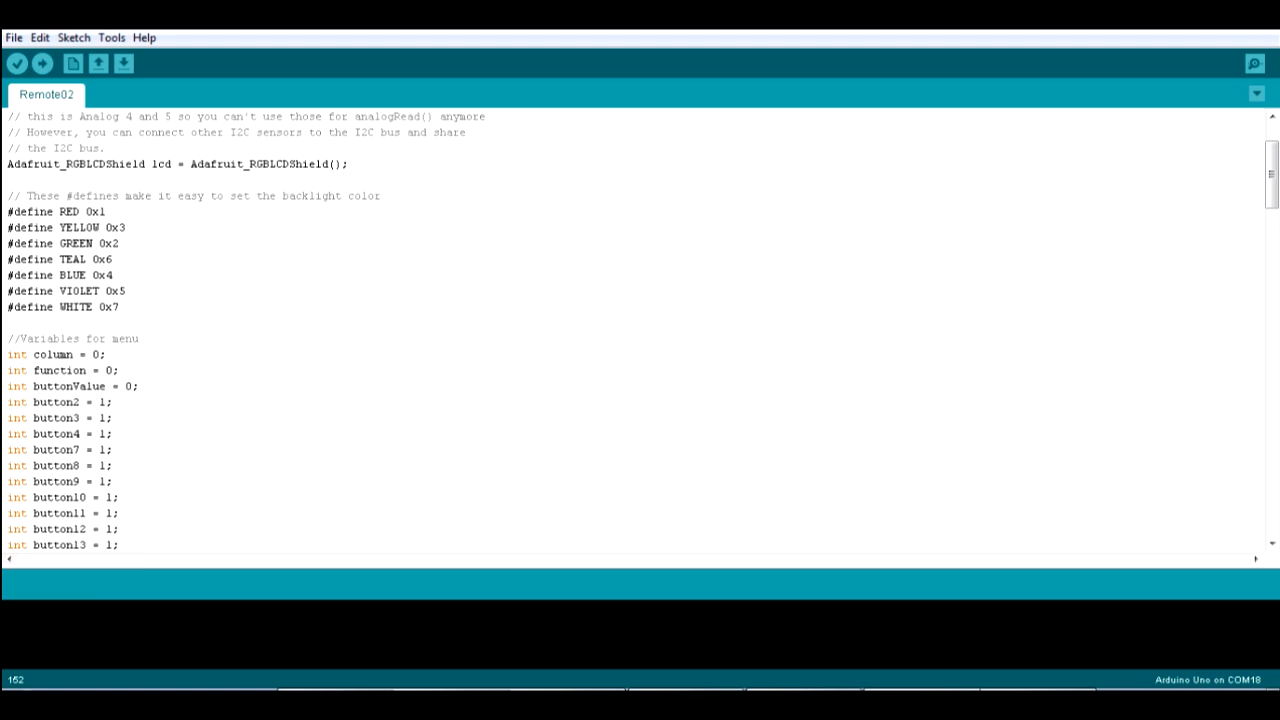 File Edit Sketch Tools Help
Remote02
// this is Analog 4 and 5 so you can't use those for analogRead() anymore
// However, you can connect other I2C sensors to the I2C bus and share
// the I2C bus.
Adafruit_RGBLCDShield lcd = Adafruit_RGBLCDShield();
// These #defines make it easy to set the backlight color
#define RED 0x1
#define YELLOW 0x3
#define GREEN 0x2
#define TEAL 0x6
#define BLUE 0x4
#define VIOLET 0x5
#define WHITE 0x7
//Variables for menu
int column = 0;
int function = 0;
int buttonValue = 0;
int button2 = 1;
int button3 = 1;
int button4 = 1;
int button7 = 1;
int button8 = 1;
int button9 = 1;
int button10 = 1;
int button11 = 1;
int button12 = 1;
int button13 = 1;
152 Arduino Uno on COM18